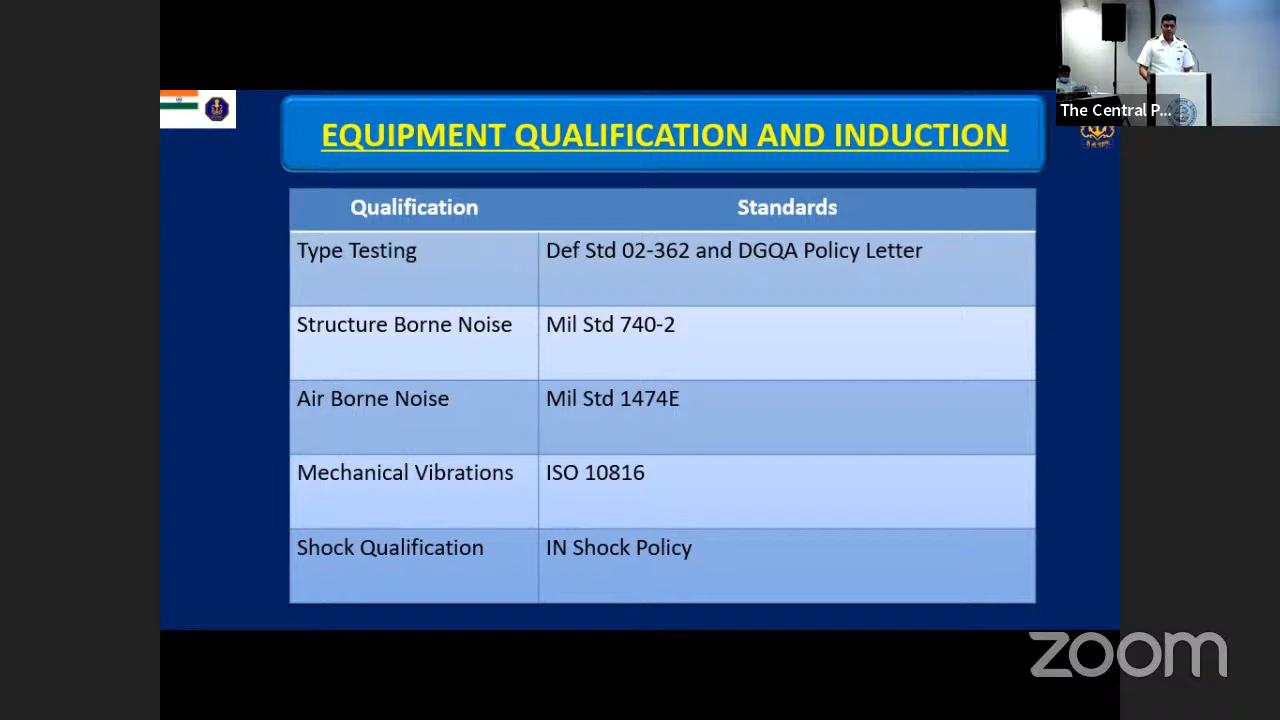 The Central P...
EQUIPMENT QUALIFICATION AND INDUCTION
Qualification Standards
Type Testing Def Std 02-362 and DGQA Policy Letter
Structure Borne Noise Mil Std 740-2
Air Borne Noise Mil Std 1474E
Mechanical Vibrations ISO 10816
Shock Qualification IN Shock Policy
zoom